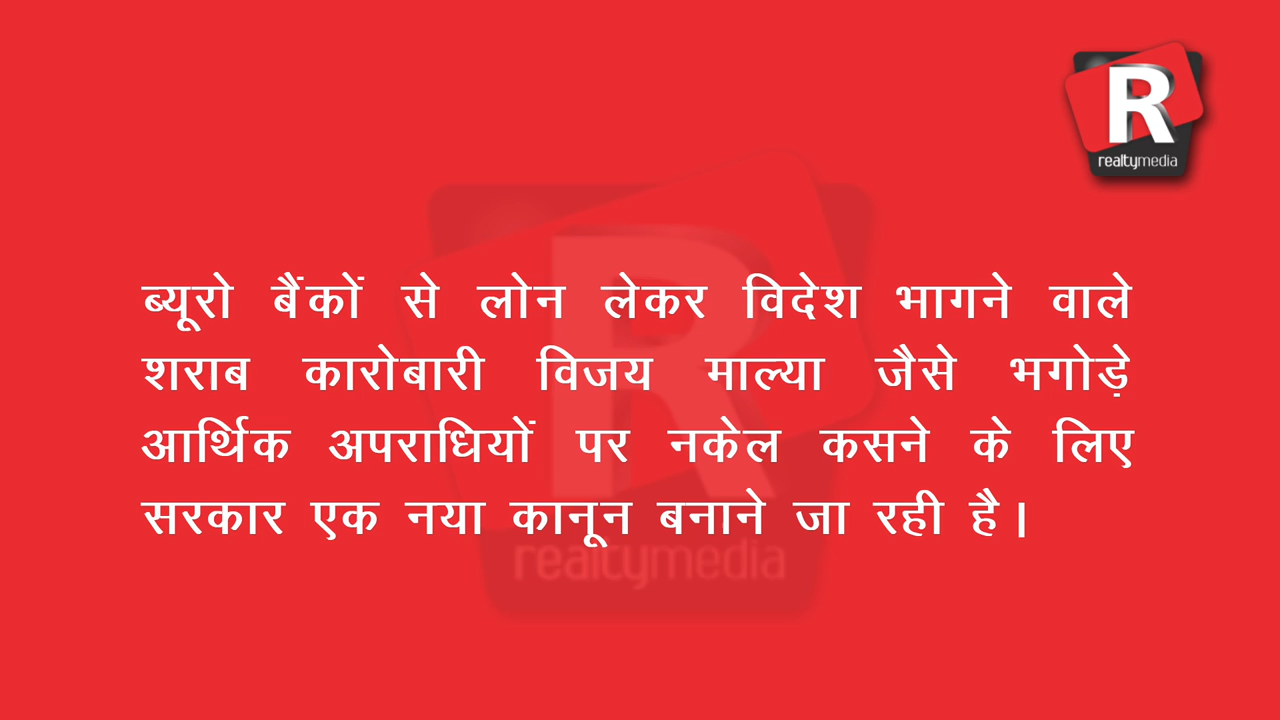 R
realtymedia
ब्यूरो बैंकों से लोन लेकर विदेश भागने वाले
शराब कारोबारी विजय माल्या जैसे भगोड़े
आर्थिक अपराधियों पर नकेल कसने के लिए
सरकार एक नया कानून बनाने जा रही है।
R
realtymedia